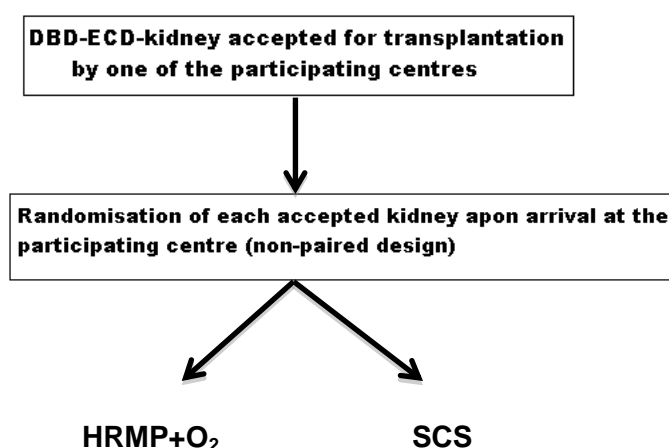 DBD-ECD-kidney accepted for transplantation
by one of the participating centres
Randomisation of each accepted kidney apon arrival at the
participating centre (non-paired design)
HRMP+O₂ SCS